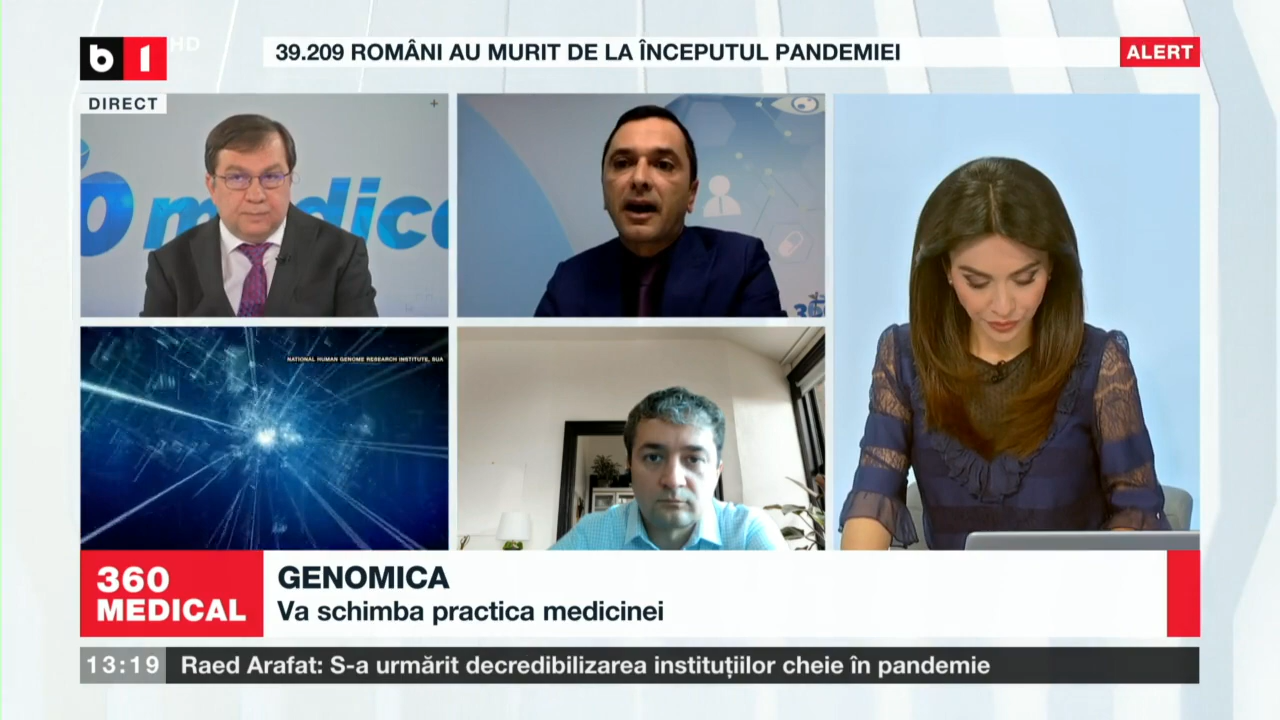 b1 HD
39.209 ROMÂNI AU MURIT DE LA ÎNCEPUTUL PANDEMIEI
ALERT
DIRECT
NATIONAL HUMAN GENOME RESEARCH INSTITUTE, SUA
360
MEDICAL
GENOMICA
Va schimba practica medicinei
13:19 Raed Arafat: S-a urmărit decredibilizarea instituțiilor cheie în pandemie